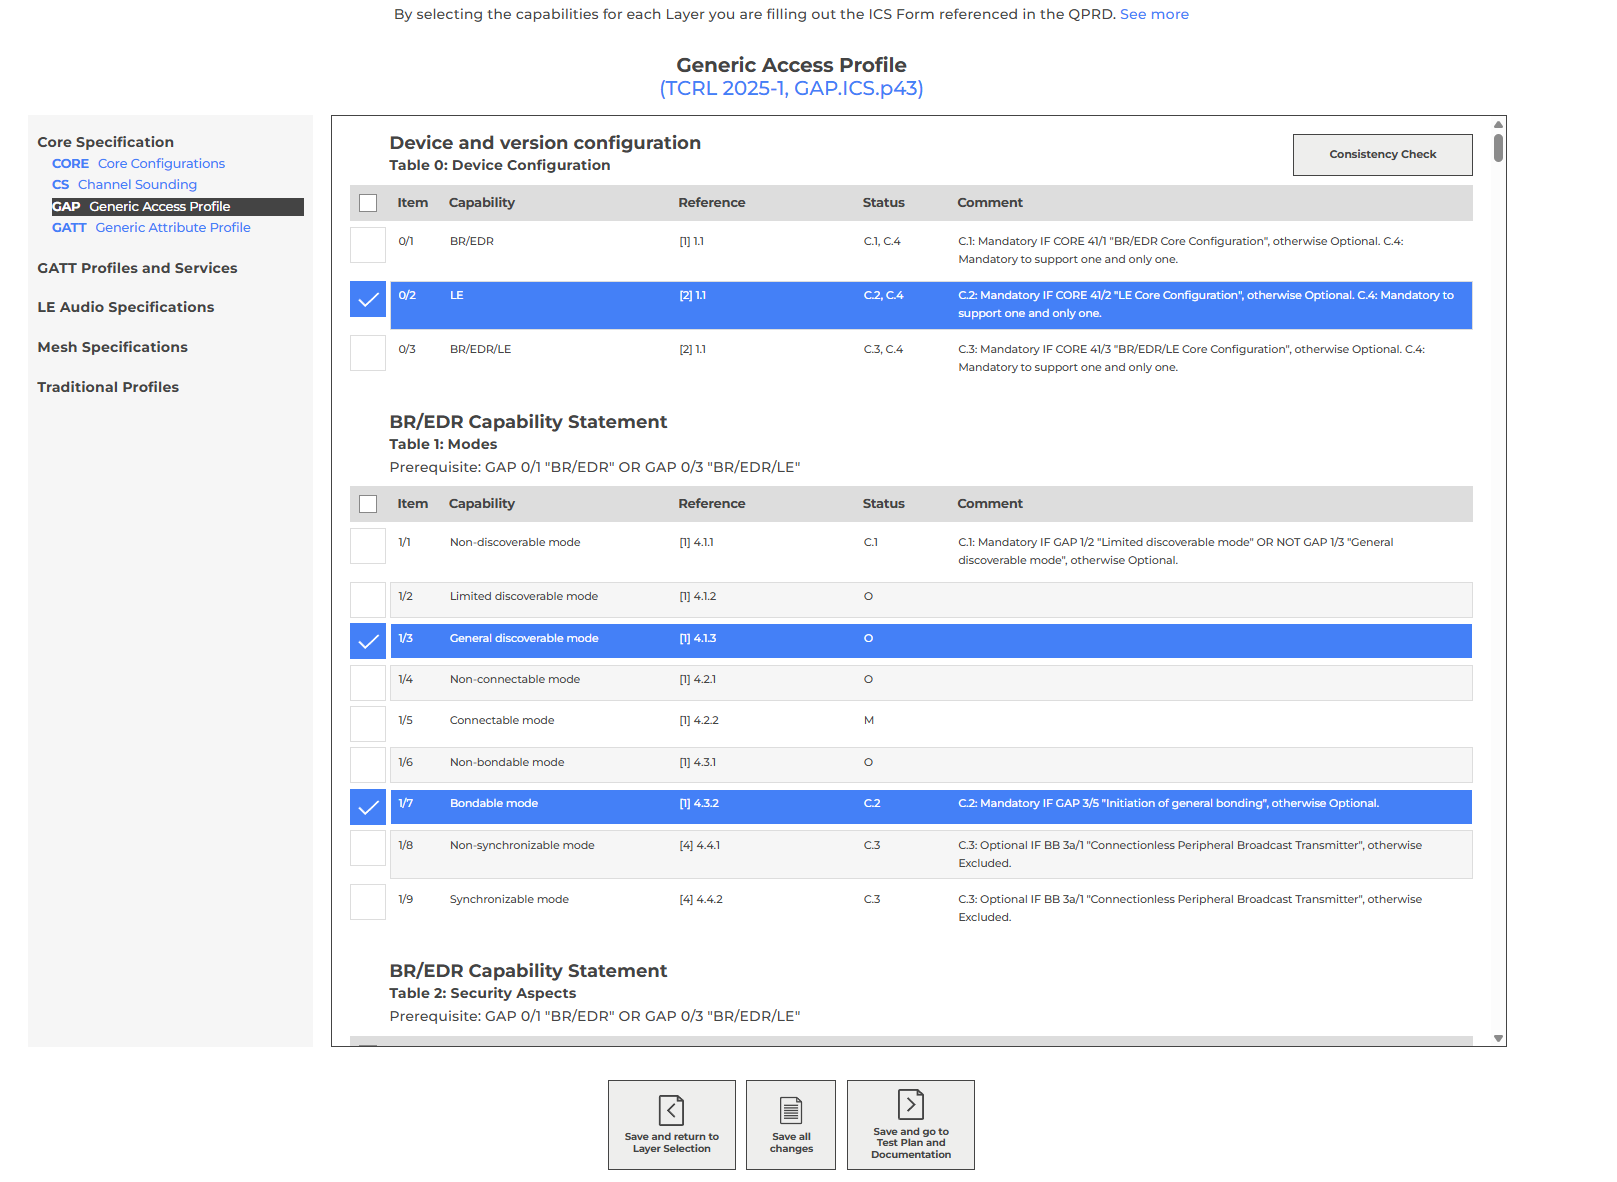 By selecting the capabilities for each Layer you are filling out the ICS Form referenced in the QPRD. See more
Generic Access Profile
(TCRL 2025-1, GAP.ICS.p43)
Core Specification
CORE Core Configurations
CS Channel Sounding
GAP Generic Access Profile
GATT Generic Attribute Profile
GATT Profiles and Services
LE Audio Specifications
Mesh Specifications
Traditional Profiles
Device and version configuration
Table 0: Device Configuration
Consistency Check
Item Capability Reference Status Comment
0/1 BR/EDR [1] 1.1 C.1, C.4 C.1: Mandatory IF CORE 41/1 "BR/EDR Core Configuration", otherwise Optional. C.4:
Mandatory to support one and only one.
0/2 LE [2] 1.1 C.2, C.4 C.2: Mandatory IF CORE 41/2 "LE Core Configuration", otherwise Optional. C.4: Mandatory to
support one and only one.
0/3 BR/EDR/LE [2] 1.1 C.3, C.4 C.3: Mandatory IF CORE 41/3 "BR/EDR/LE Core Configuration", otherwise Optional. C.4:
Mandatory to support one and only one.
BR/EDR Capability Statement
Table 1: Modes
Prerequisite: GAP 0/1 "BR/EDR" OR GAP 0/3 "BR/EDR/LE"
Item Capability Reference Status Comment
1/1 Non-discoverable mode [1] 4.1.1 C.1 C.1: Mandatory IF GAP 1/2 "Limited discoverable mode" OR NOT GAP 1/3 "General
discoverable mode", otherwise Optional.
1/2 Limited discoverable mode [1] 4.1.2 O
1/3 General discoverable mode [1] 4.1.3 O
1/4 Non-connectable mode [1] 4.2.1 O
1/5 Connectable mode [1] 4.2.2 M
1/6 Non-bondable mode [1] 4.3.1 O
1/7 Bondable mode [1] 4.3.2 C.2 C.2: Mandatory IF GAP 3/5 "Initiation of general bonding", otherwise Optional.
1/8 Non-synchronizable mode [4] 4.4.1 C.3 C.3: Optional IF BB 3a/1 "Connectionless Peripheral Broadcast Transmitter", otherwise
Excluded.
1/9 Synchronizable mode [4] 4.4.2 C.3 C.3: Optional IF BB 3a/1 "Connectionless Peripheral Broadcast Transmitter", otherwise
Excluded.
BR/EDR Capability Statement
Table 2: Security Aspects
Prerequisite: GAP 0/1 "BR/EDR" OR GAP 0/3 "BR/EDR/LE"
Save and return to
Layer Selection
Save all
changes
Save and go to
Test Plan and
Documentation